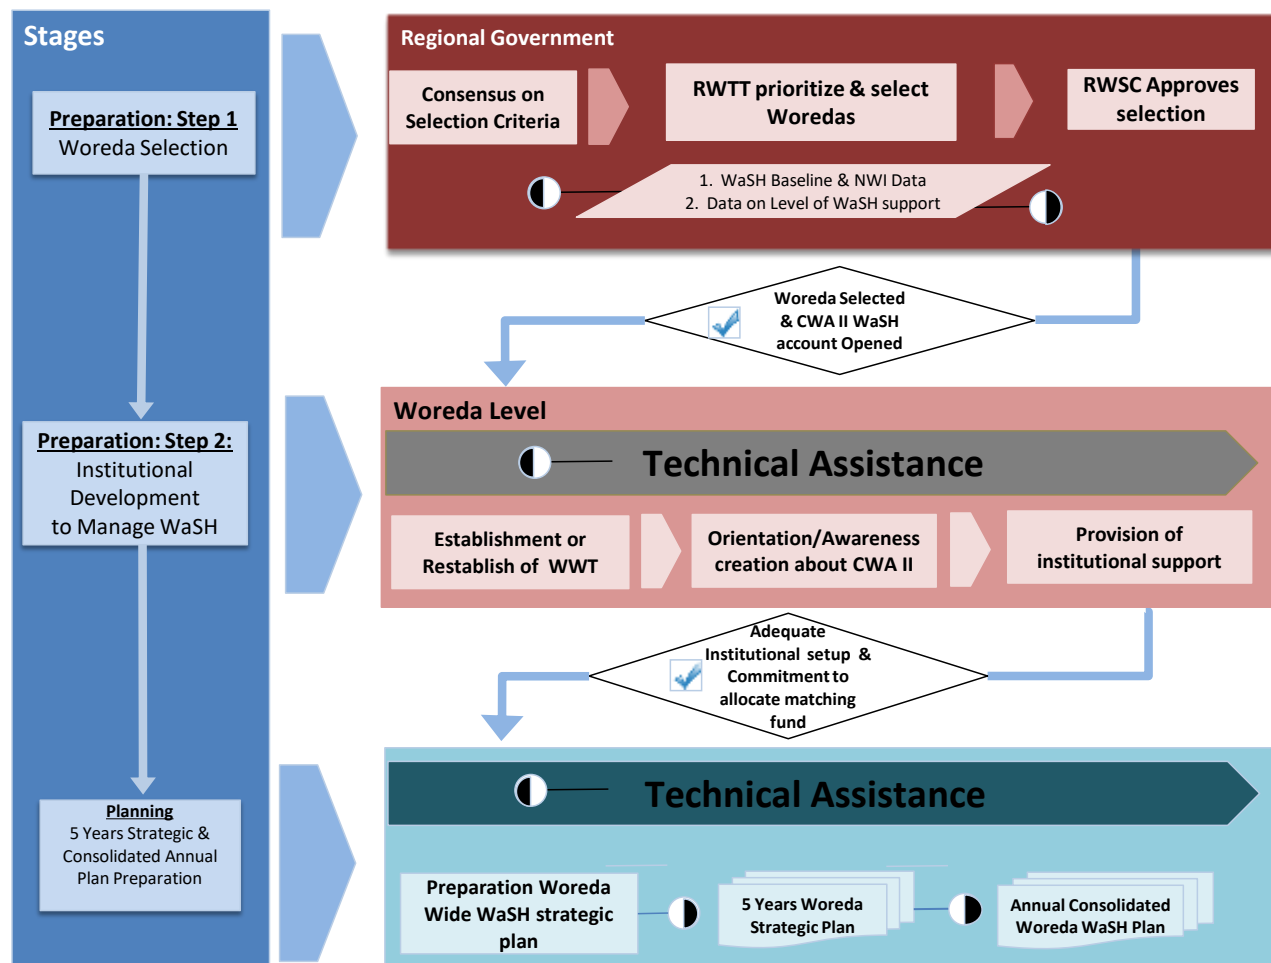 Stages
Preparation: Step 1
Woreda Selection
Preparation: Step 2:
Institutional
Development
to Manage WaSH
Planning
5 Years Strategic &
Consolidated Annual
Plan Preparation
Regional Government
Consensus on
Selection Criteria
RWTT prioritize & select
Woredas
RWSC Approves
selection
1. WaSH Baseline & NWI Data
2. Data on Level of WaSH support
Woreda Selected
& CWA II WaSH
account Opened
Woreda Level
Technical Assistance
Establishment or
Restablish of WWT
Orientation/Awareness
creation about CWA II
Provision of
institutional support
Adequate
Institutional setup &
Commitment to
allocate matching
fund
Technical Assistance
Preparation Woreda
Wide WaSH strategic
plan
5 Years Woreda
Strategic Plan
Annual Consolidated
Woreda WaSH Plan